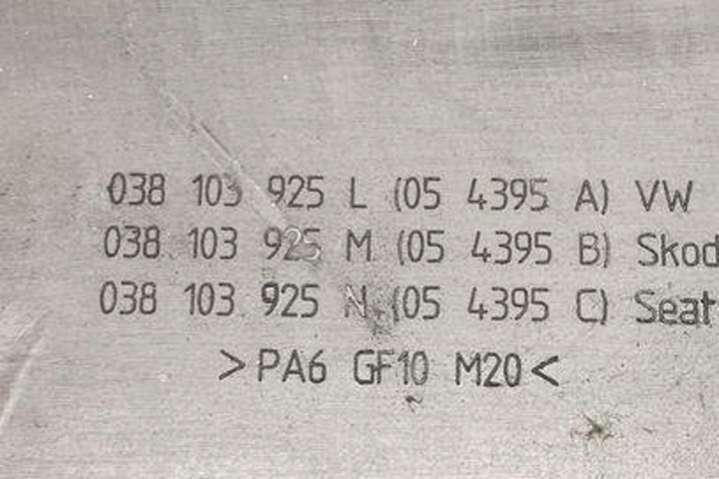 038 103 925 L (05 4395 A) VW
038 103 925 M (05 4395 B) Skod
038 103 925 N (05 4395 C) Seat
>PA6 GF10 M20<